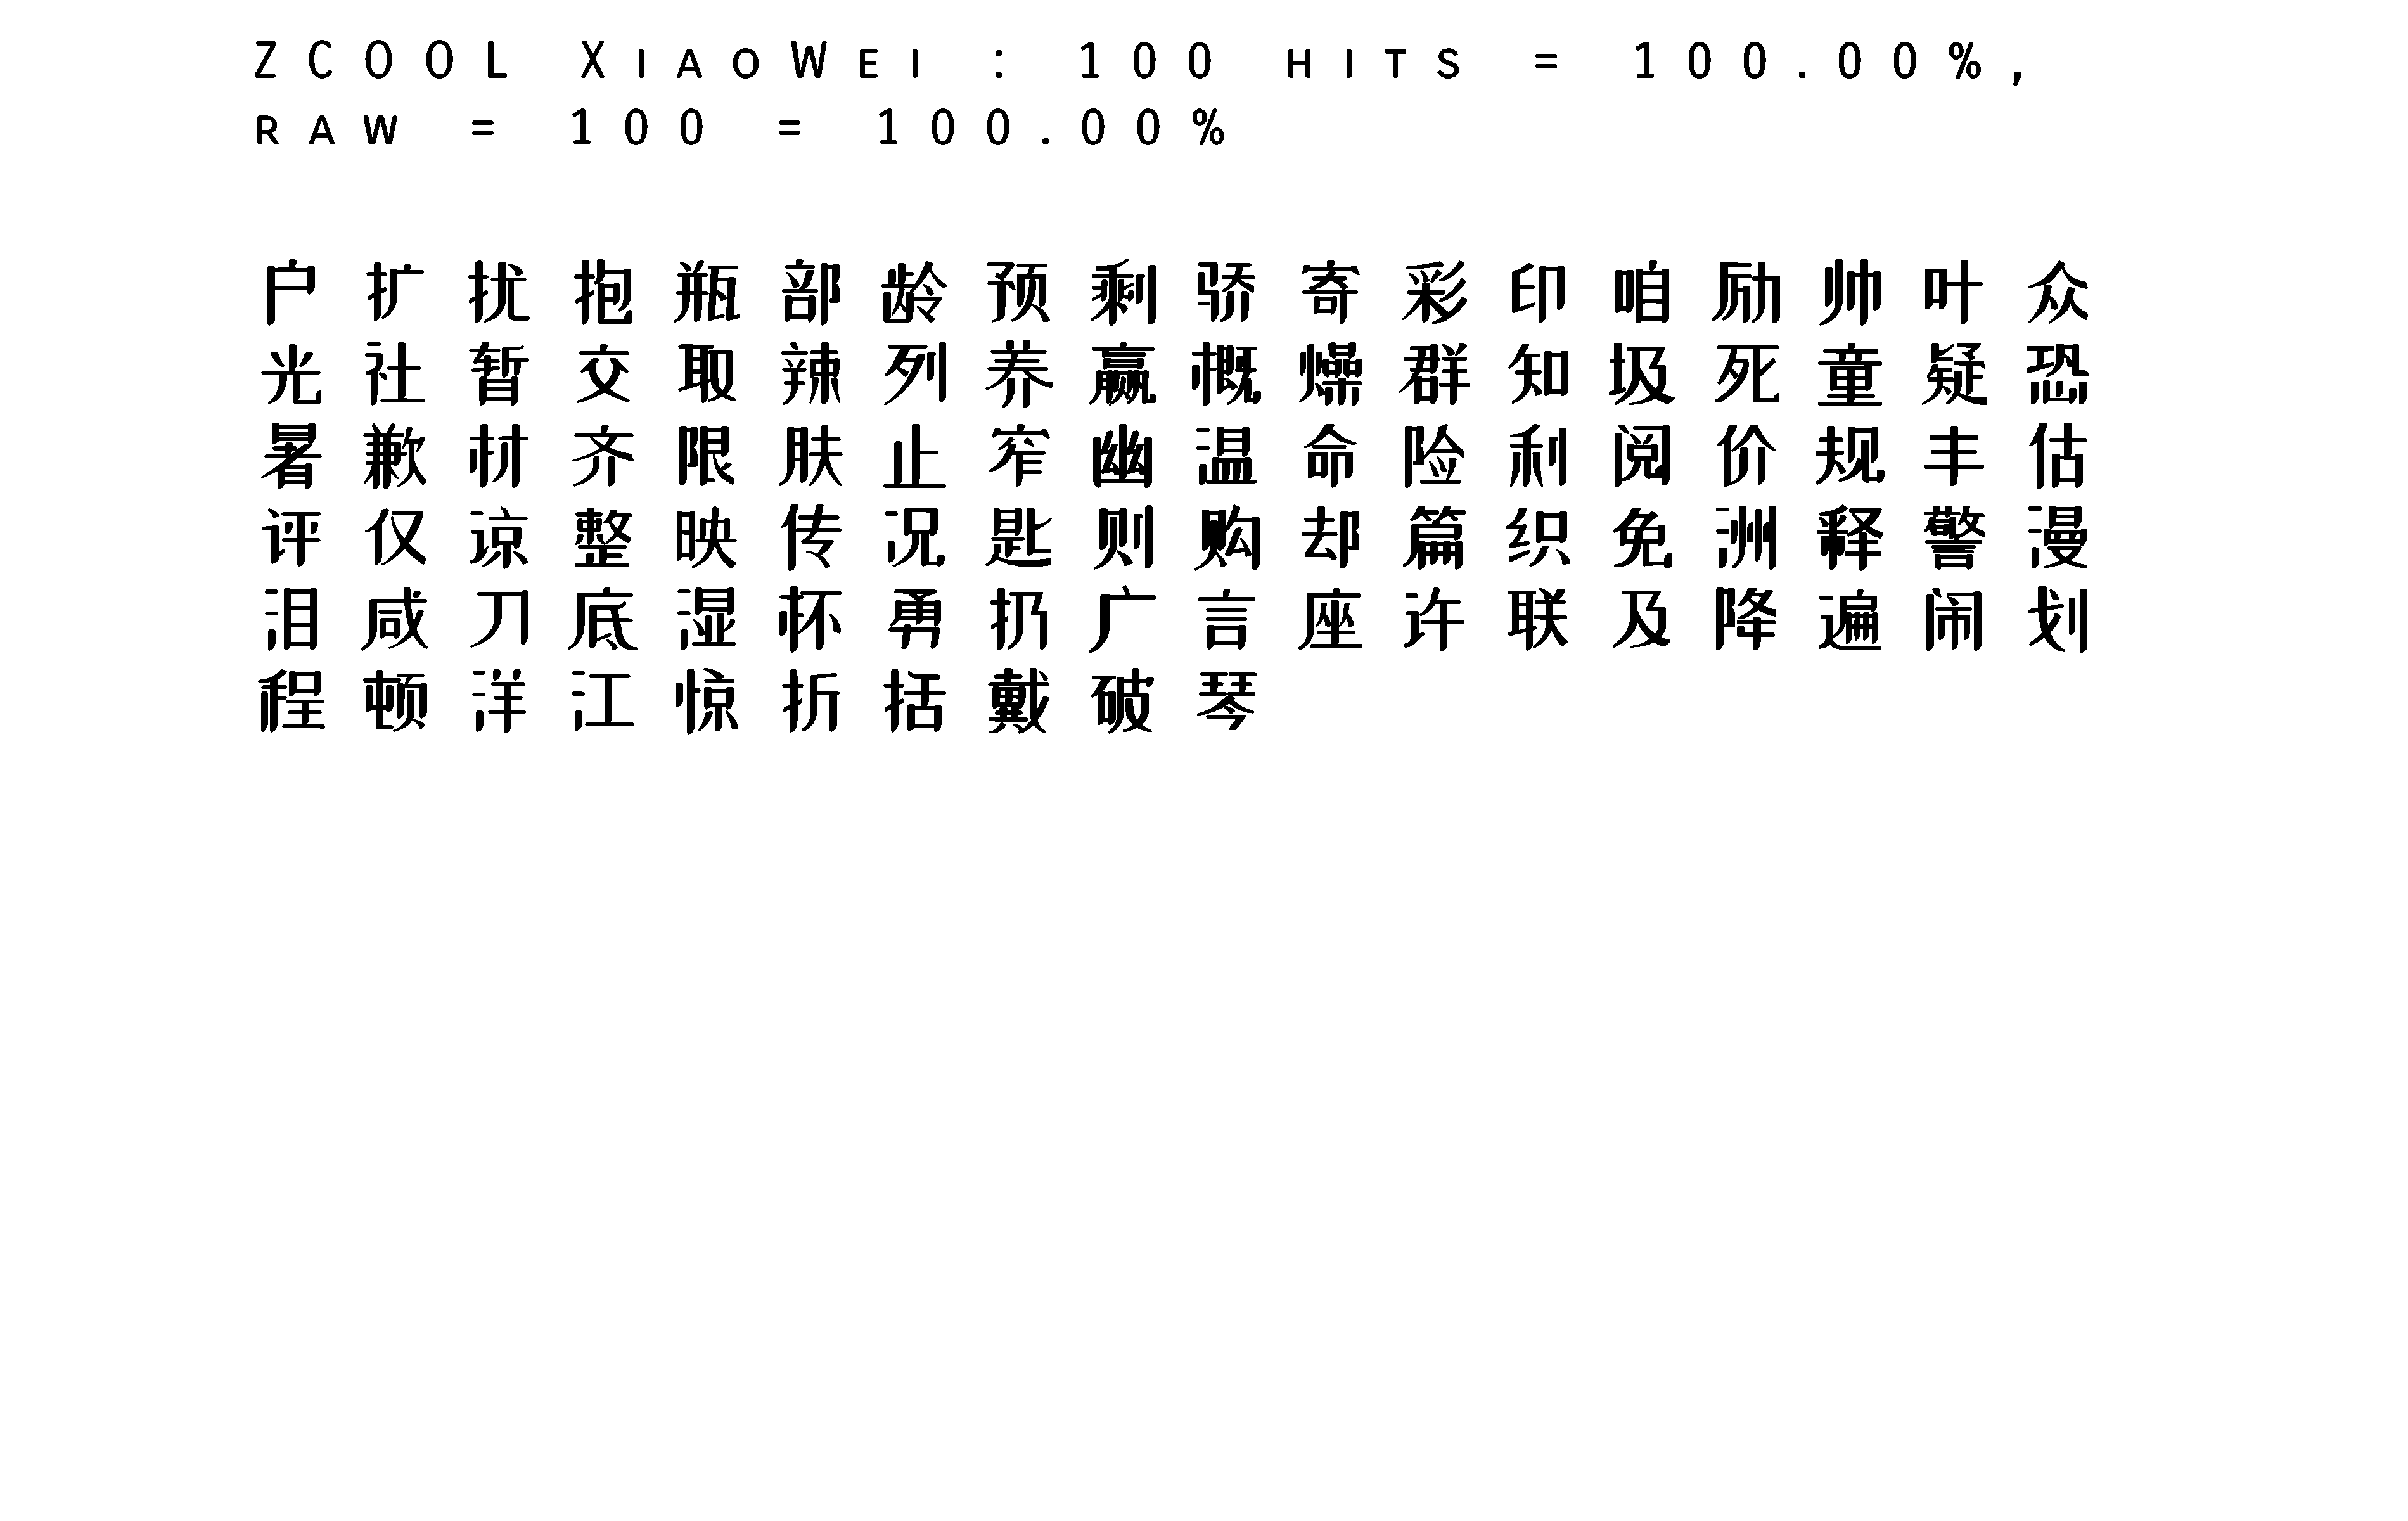 ZCOOL XiaoWei : 100 hits = 100.00%,
raw = 100 = 100.00%
户扩扰抱瓶部龄预剩骄寄彩印咱励帅叶众
光社暂交取辣列养赢概燥群知圾死童疑恐
暑歉材齐限肤止窄幽温命险利阅价规丰估
评仅谅整映传况匙则购却篇织免洲释警漫
泪咸刀底湿怀勇扔广言座许联及降遍闹划
程顿洋江惊折括戴破琴